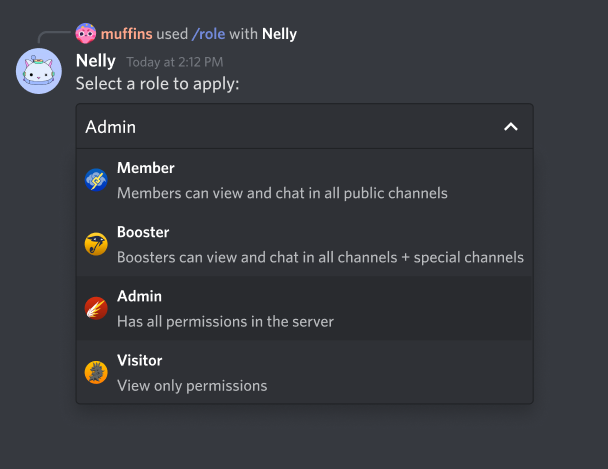 muffins used /role with Nelly
Nelly Today at 2:12 PM
Select a role to apply:
Admin
Member
Members can view and chat in all public channels
Booster
Boosters can view and chat in all channels + special channels
Admin
Has all permissions in the server
Visitor
View only permissions